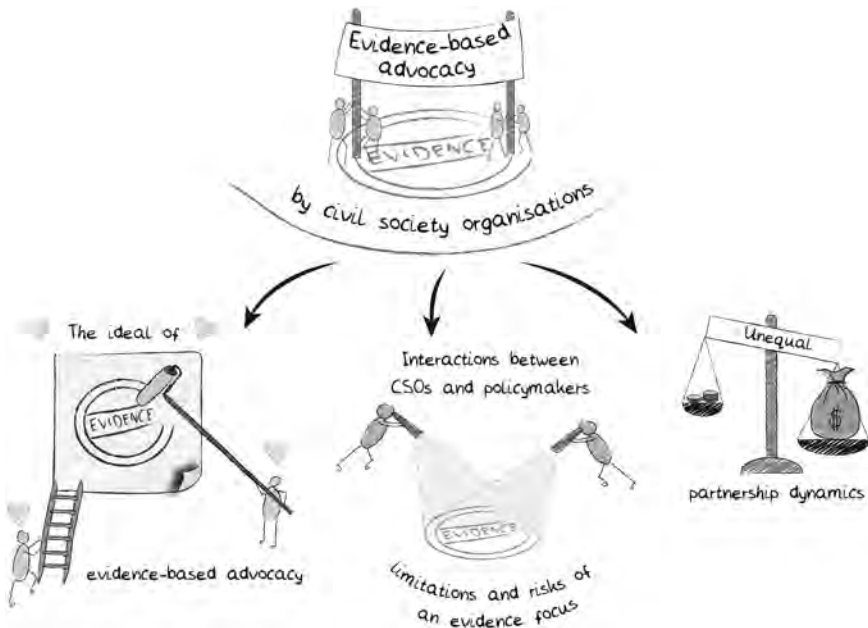 Evidence-based
advocacy
EVIDENCE
by civil society organisations
The ideal of
EVIDENCE
evidence-based advocacy
Interactions between
CSOs and policymakers
EVIDENCE
limitations and risks of
an evidence focus
Unequal
$
partnership dynamics